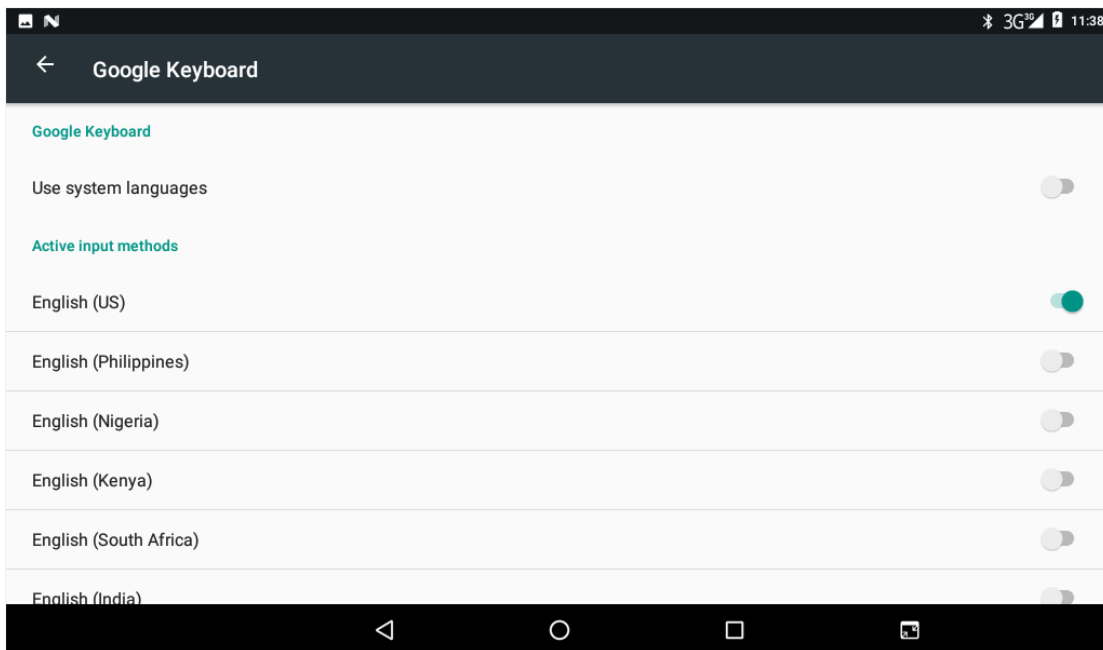 3G 3G 11:38
Google Keyboard
Google Keyboard
Use system languages
Active input methods
English (US)
English (Philippines)
English (Nigeria)
English (Kenya)
English (South Africa)
English (India)